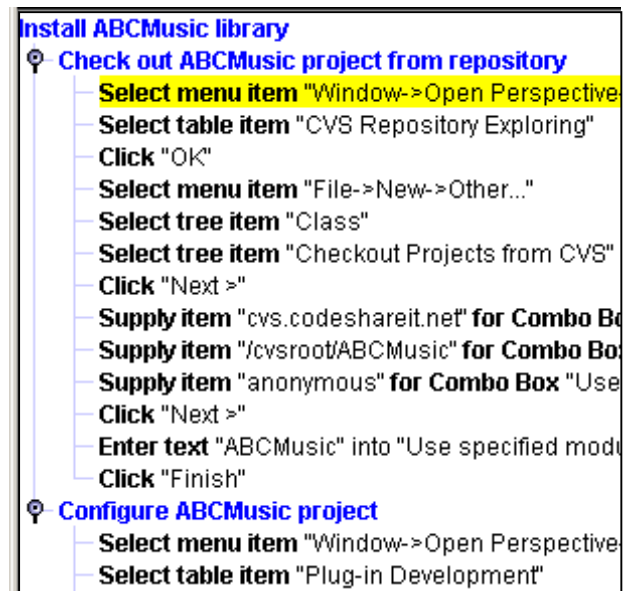 Install ABCMusic library
Check out ABCMusic project from repository
Select menu item "Window->Open Perspective-
Select table item "CVS Repository Exploring"
Click "OK"
Select menu item "File->New->Other..."
Select tree item "Class"
Select tree item "Checkout Projects from CVS"
Click "Next >"
Supply item "cvs.codeshareit.net" for Combo Bo
Supply item "/cvsroot/ABCMusic" for Combo Bo
Supply item "anonymous" for Combo Box "Use
Click "Next >"
Enter text "ABCMusic" into "Use specified modu
Click "Finish"
Configure ABCMusic project
Select menu item "Window->Open Perspective-
Select table item "Plug-in Development"